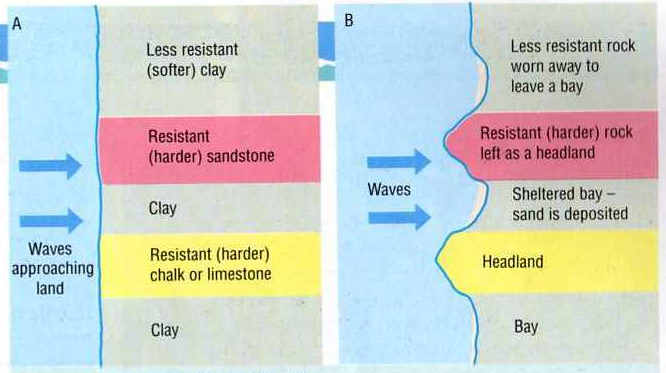 A
Less resistant
(softer) clay
Resistant
(harder) sandstone
Clay
Waves
approaching
land
Resistant (harder)
chalk or limestone
Clay
B
Less resistant rock
worn away to
leave a bay
Resistant (harder) rock
left as a headland
Waves
Sheltered bay –
sand is deposited
Headland
Bay